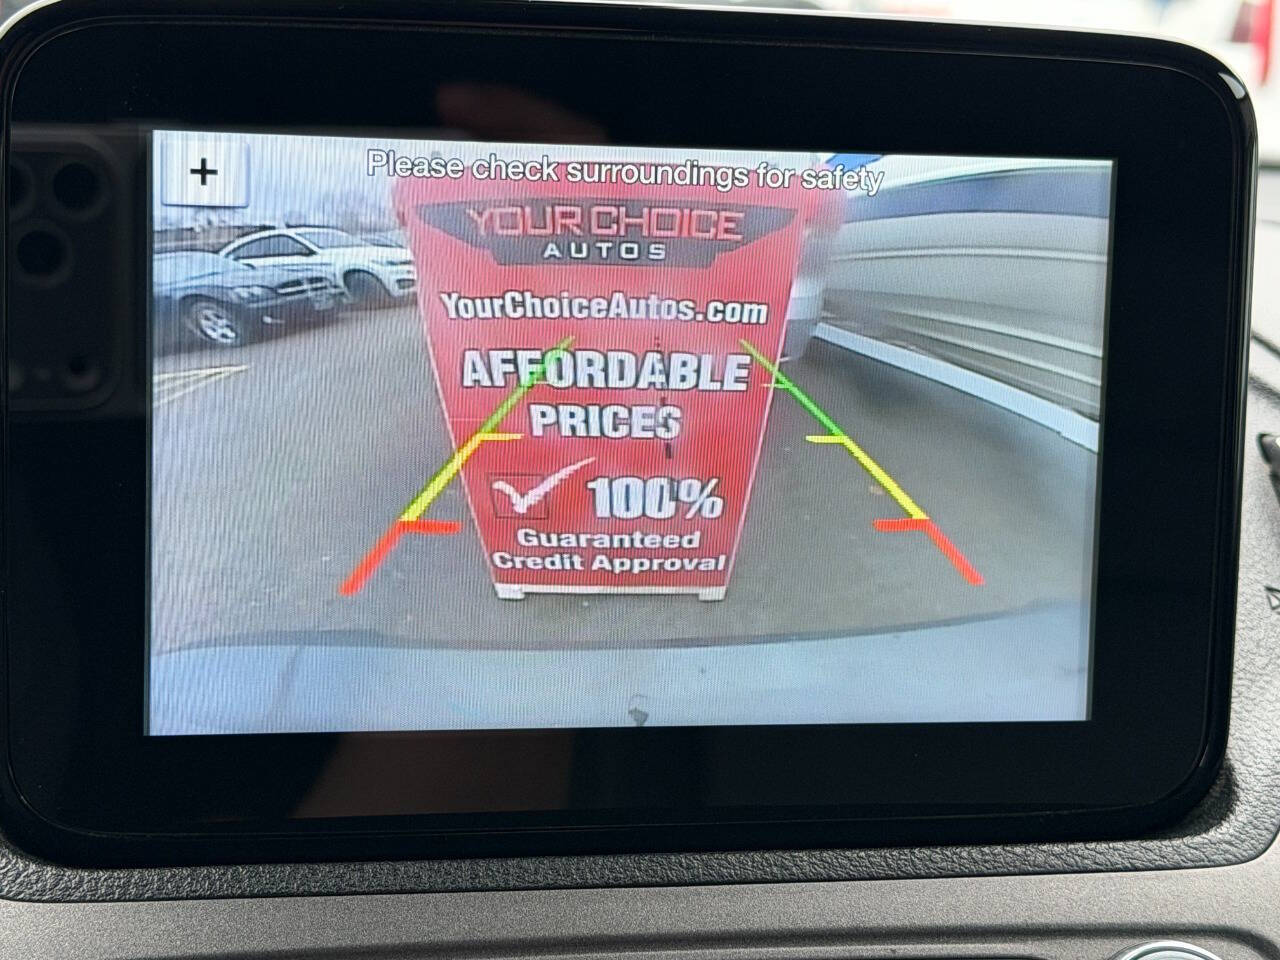 +
Please check surroundings for safety
YOUR CHOICE
AUTOS
YourChoiceAutos.com
AFFORDABLE
PRICES
100%
Guaranteed
Credit Approval